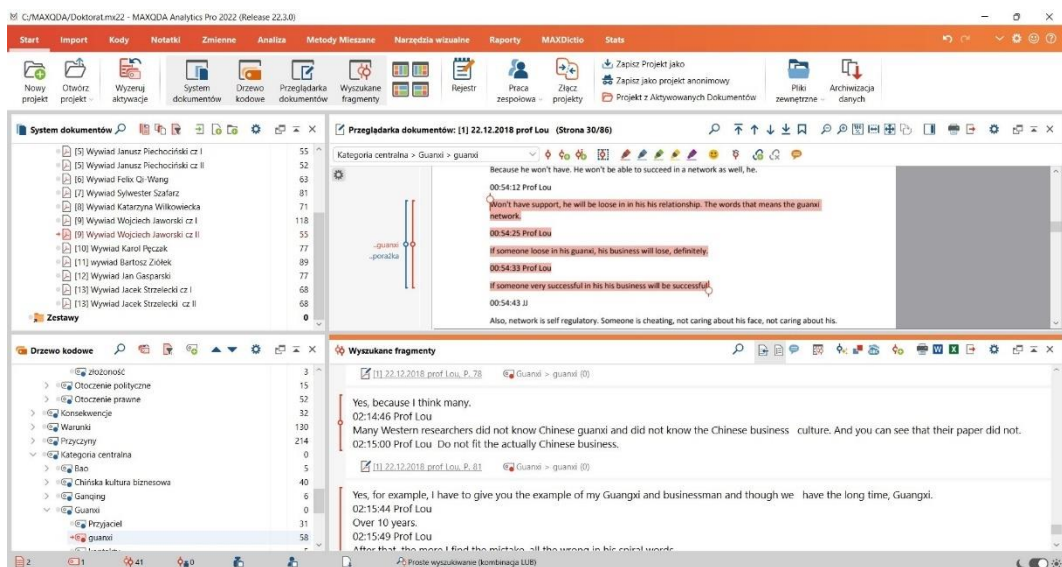 C:/MAXQDA/Doktorat.mx22 - MAXQDA Analytics Pro 2022 (Release 22.3.0)
Start Import Kody Notatki Zmienne Analiza Metody Mieszane Narzędzia wizualne Raporty MAXDictio Stats
Nowy projekt
Otwórz projekt
Wyzeruj aktywacje
System dokumentów
Drzewo kodowe
Przeglądarka dokumentów
Wyszukane fragmenty
Rejestr
Praca zespołowa
Złącz projekty
Zapisz Projekt jako
Zapisz jako projekt anonimowy
Projekt z Aktywowanych Dokumentów
Pliki zewnętrzne
Archiwizacja danych
System dokumentów
[5] Wywiad Janusz Piechociński cz I 55
[5] Wywiad Janusz Piechociński cz II 52
[6] Wywiad Felix Qi-Wang 63
[7] Wywiad Sylwester Szafarz 81
[8] Wywiad Katarzyna Wilkowiecka 71
[9] Wywiad Wojciech Jaworski cz I 118
[9] Wywiad Wojciech Jaworski cz II 55
[10] Wywiad Karol Pęczak 77
[11] wywiad Bartosz Ziółek 89
[12] Wywiad Jan Gasparski 77
[13] Wywiad Jacek Strzelecki cz I 68
[13] Wywiad Jacek Strzelecki cz II 68
Zestawy 0
Przeglądarka dokumentów: [1] 22.12.2018 prof Lou (Strona 30/86)
Kategoria centralna > Guanxi > guanxi
Because he won't have. He won't be able to succeed in a network as well, he.
00:54:12 Prof Lou
Won't have support, he will be loose in in his his relationship. The words that means the guanxi
network.
..guanxi
..porażka
00:54:25 Prof Lou
If someone loose in his guanxi, his business will lose, definitely.
00:54:33 Prof Lou
If someone very successful in his his business will be successful.
00:54:43 JJ
Also, network is self regulatory. Someone is cheating, not caring about his face, not caring about his.
Drzewo kodowe
złożoność 3
Otoczenie polityczne 15
Otoczenie prawne 52
Konsekwencje 32
Warunki 130
Przyczyny 214
Kategoria centralna 0
Bao 5
Chińska kultura biznesowa 40
Ganqing 6
Guanxi 0
Przyjaciel 31
guanxi 58
Wyszukane fragmenty
[1] 22.12.2018 prof Lou, P. 78 Guanxi > guanxi (0)
Yes, because I think many.
02:14:46 Prof Lou
Many Western researchers did not know Chinese guanxi and did not know the Chinese business culture. And you can see that their paper did not.
02:15:00 Prof Lou Do not fit the actually Chinese business.
[1] 22.12.2018 prof Lou, P. 81 Guanxi > guanxi (0)
Yes, for example, I have to give you the example of my Guangxi and businessman and though we have the long time, Guangxi.
02:15:44 Prof Lou
Over 10 years.
02:15:49 Prof Lou
After that, the more I find the mistake, all the wrong in his spiral words.
2 1 41 0 Proste wyszukiwanie (kombinacja LUB)